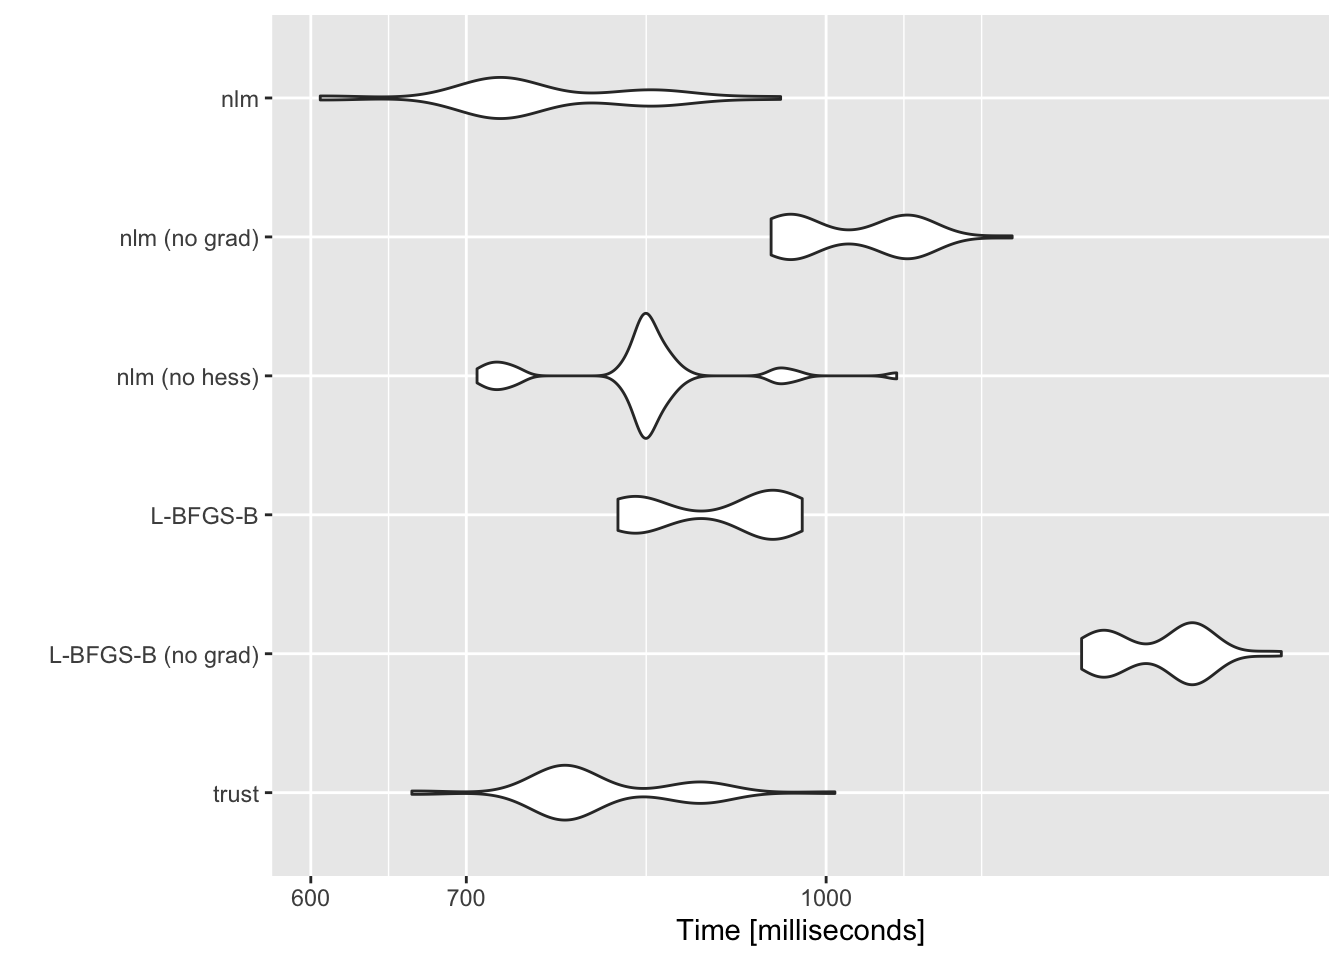 nlm
nlm (no grad)
nlm (no hess)
L-BFGS-B
L-BFGS-B (no grad)
trust
600 700 1000
Time [milliseconds]